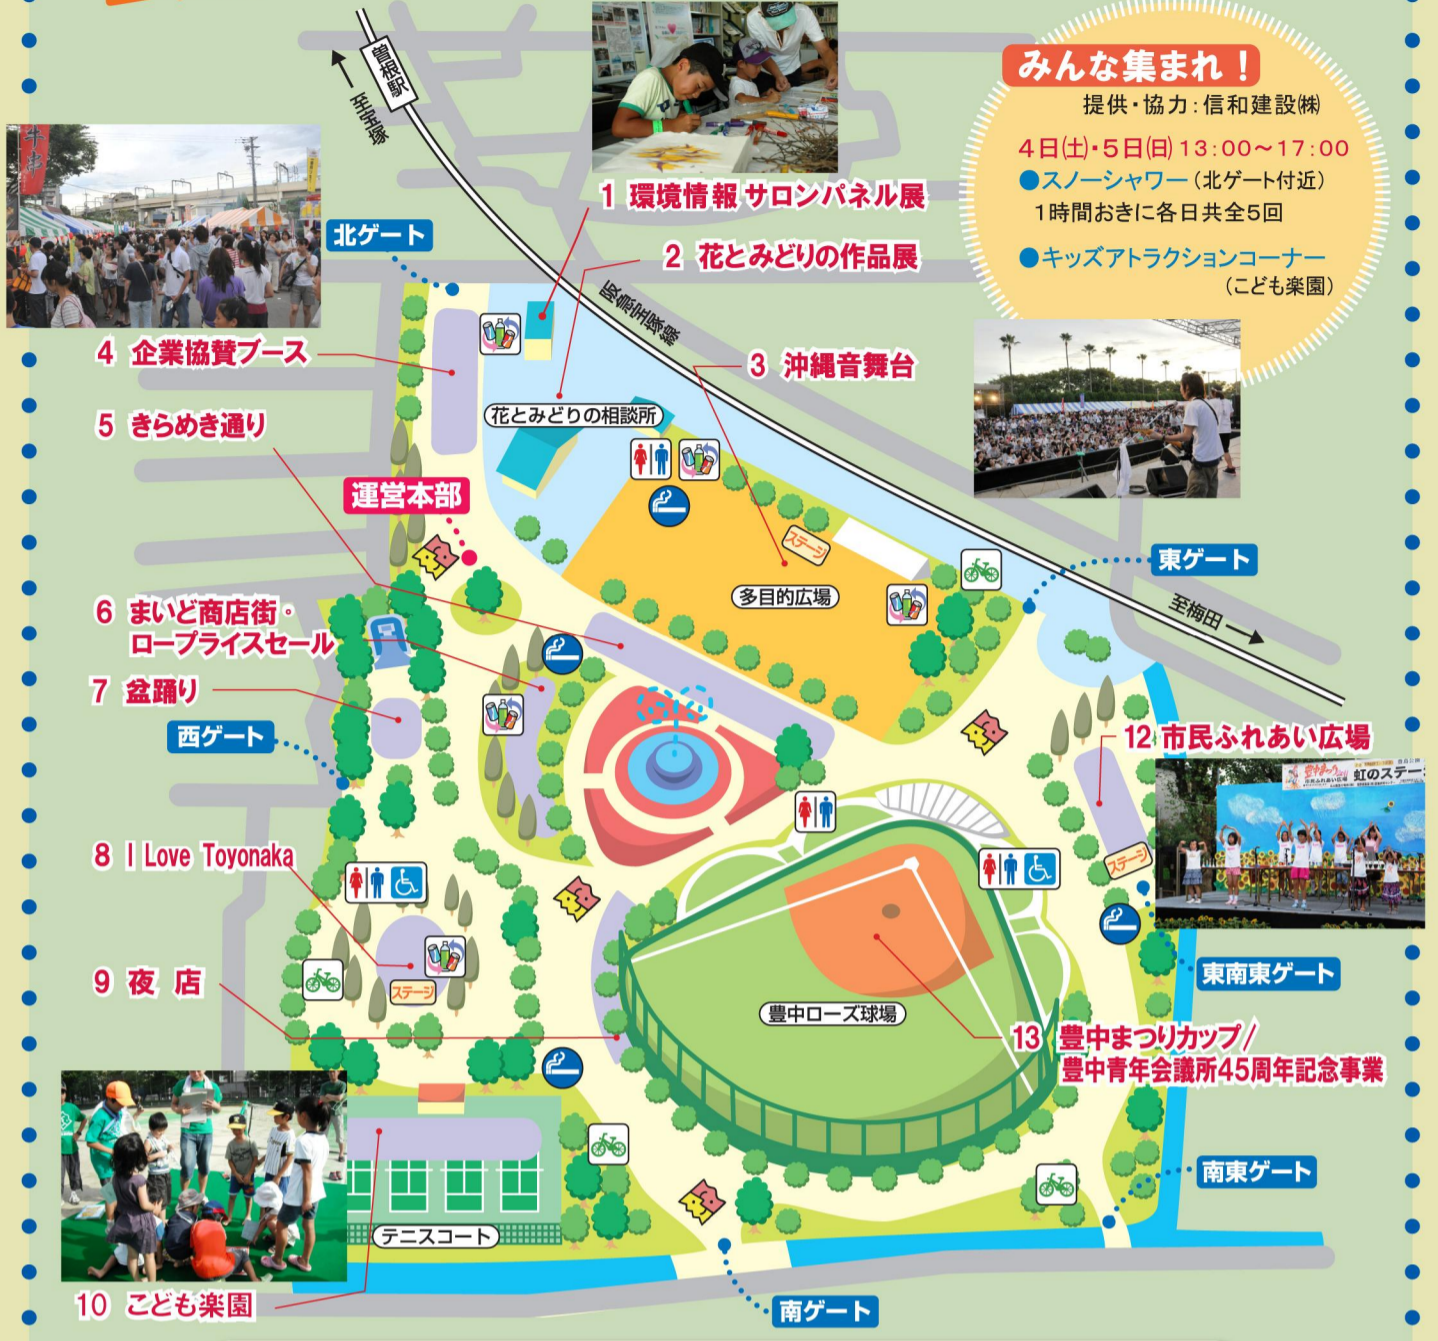 みんな集まれ！
提供・協力：信和建設㈱
4日㈯・5日㈰ 13：00～17：00
●スノーシャワー（北ゲート付近）
1時間おきに各日共全5回
●キッズアトラクションコーナー
（こども楽園）
曽根駅
至宝塚
1 環境情報サロンパネル展
北ゲート
2 花とみどりの作品展
阪急宝塚線
4 企業協賛ブース
3 沖縄音舞台
花とみどりの相談所
5 きらめき通り
運営本部
ステージ
東ゲート
多目的広場
至梅田
6 まいど商店街・
ロープライスセール
7 盆踊り
西ゲート
12 市民ふれあい広場
虹のステー
ステージ
8 I Love Toyonaka
東南東ゲート
9 夜店
ステージ
豊中ローズ球場
13 豊中まつりカップ/
豊中青年会議所45周年記念事業
南東ゲート
テニスコート
10 こども楽園
南ゲート